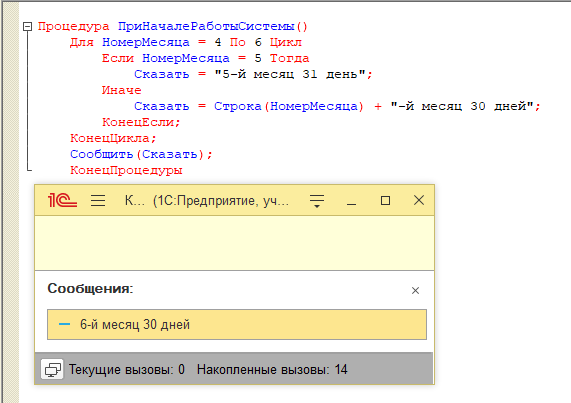 Процедура ПриНачалеРаботыСистемы()
Для НомерМесяца = 4 По 6 Цикл
Если НомерМесяца = 5 Тогда
Сказать = "5-й месяц 31 день";
Иначе
Сказать = Строка(НомерМесяца) + "-й месяц 30 дней";
КонецЕсли;
КонецЦикла;
Сообщить(Сказать);
КонецПроцедуры
1С К... (1С:Предприятие, уч...
Сообщения:
6-й месяц 30 дней
Текущие вызовы: 0 Накопленные вызовы: 14